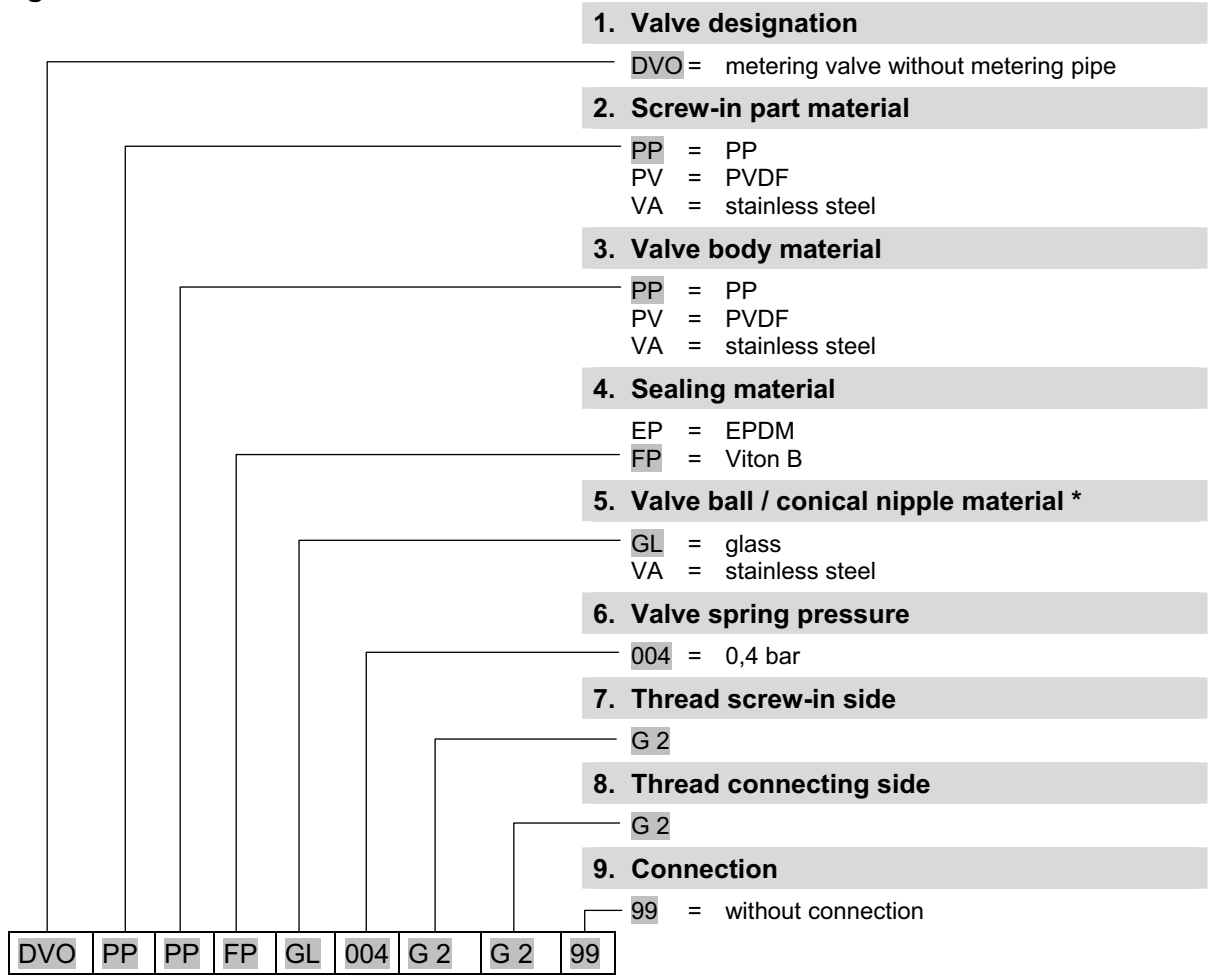 1. Valve designation
DVO = metering valve without metering pipe
2. Screw-in part material
PP = PP
PV = PVDF
VA = stainless steel
3. Valve body material
PP = PP
PV = PVDF
VA = stainless steel
4. Sealing material
EP = EPDM
FP = Viton B
5. Valve ball / conical nipple material *
GL = glass
VA = stainless steel
6. Valve spring pressure
004 = 0,4 bar
7. Thread screw-in side
G 2
8. Thread connecting side
G 2
9. Connection
99 = without connection
DVO PP PP FP GL 004 G 2 G 2 99